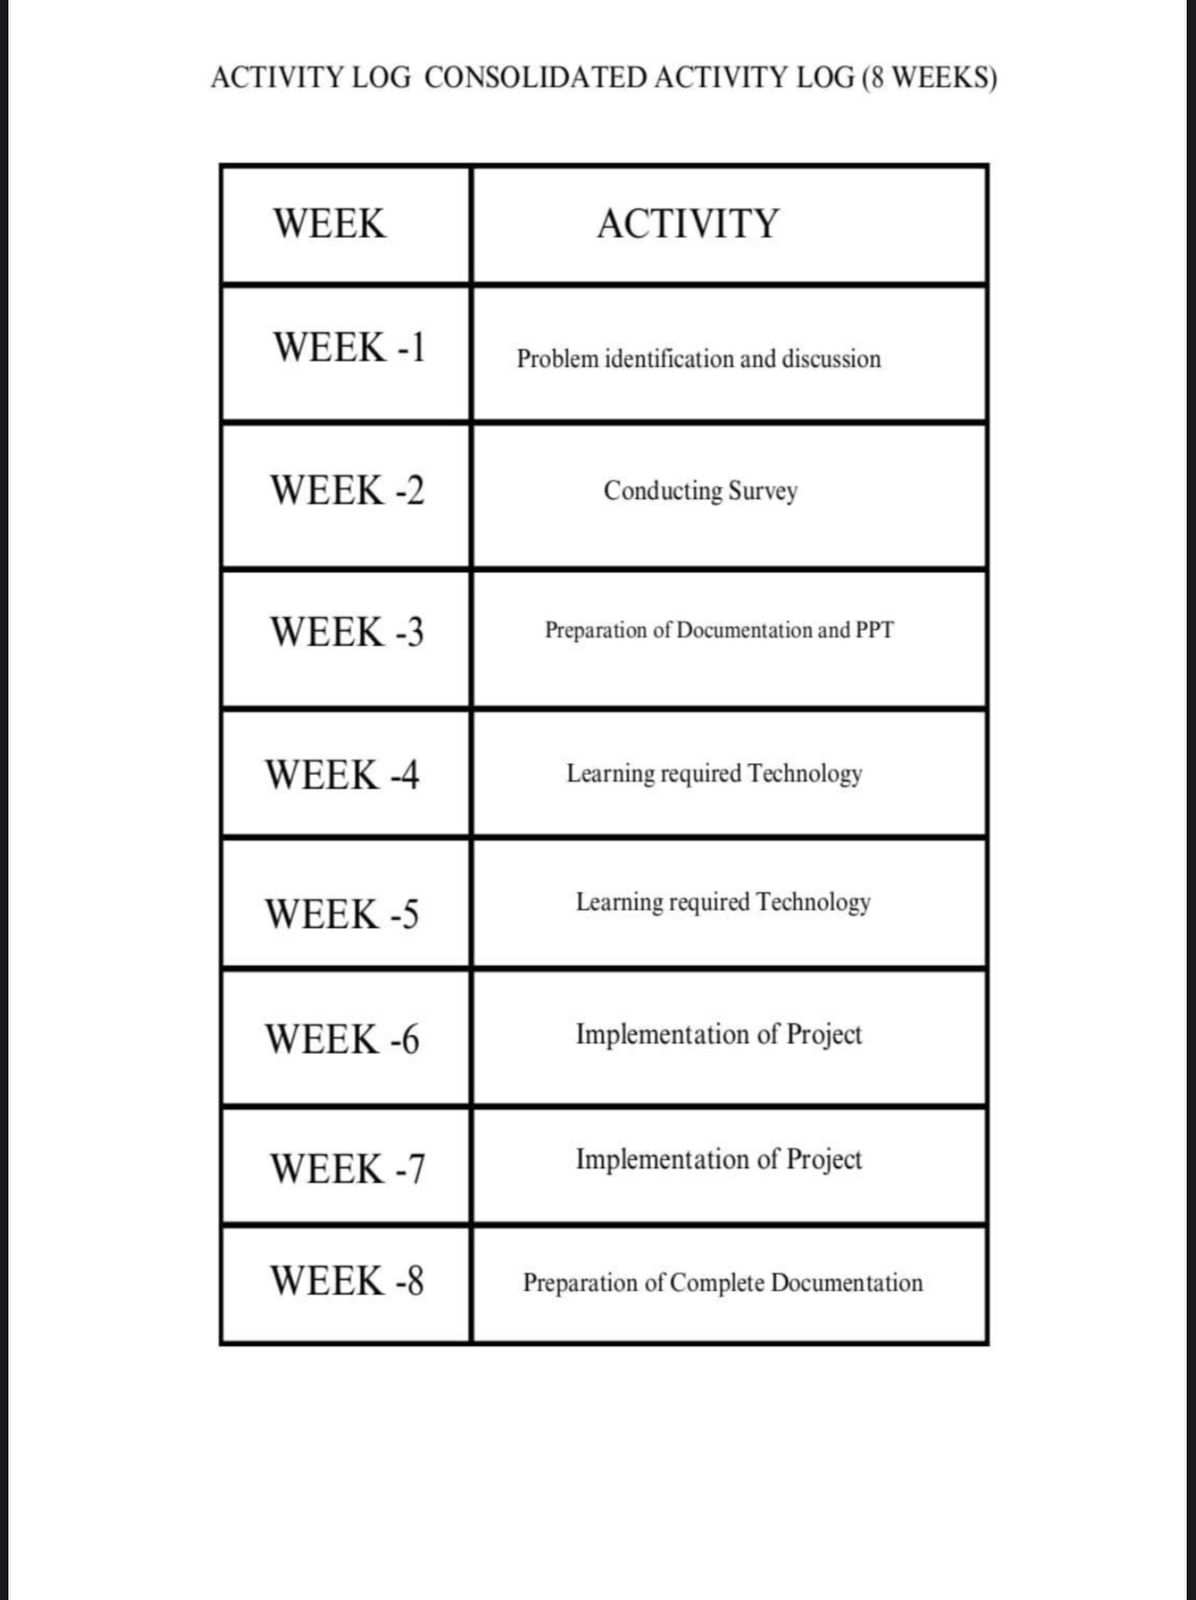 ACTIVITY LOG CONSOLIDATED ACTIVITY LOG (8 WEEKS)
WEEK ACTIVITY
WEEK -1 Problem identification and discussion
WEEK -2 Conducting Survey
WEEK -3 Preparation of Documentation and PPT
WEEK -4 Learning required Technology
WEEK -5 Learning required Technology
WEEK -6 Implementation of Project
WEEK -7 Implementation of Project
WEEK -8 Preparation of Complete Documentation